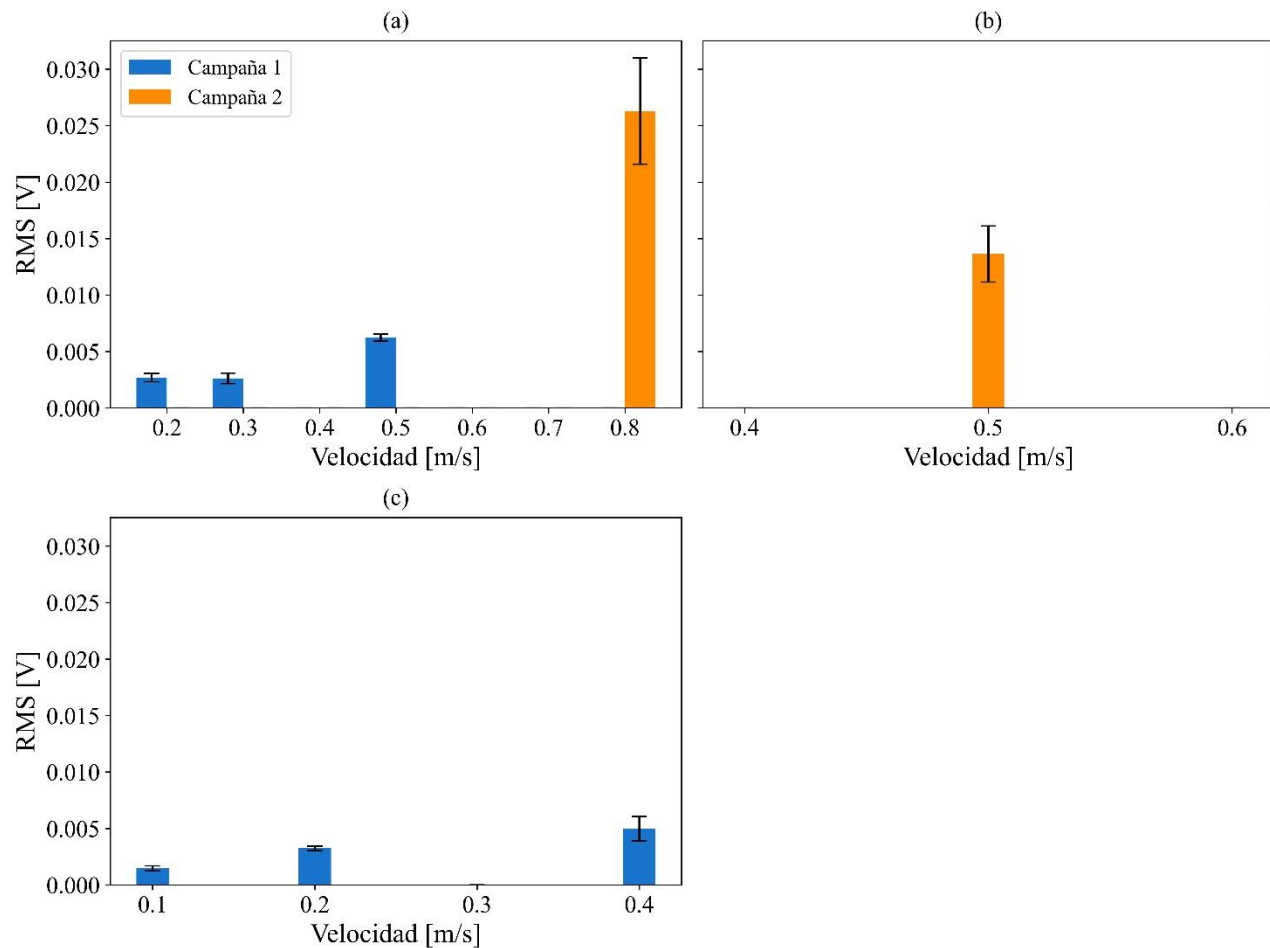 (a)
(b)
Campaña 1
Campaña 2
0.030
0.025
0.020
0.015
0.010
0.005
0.000
RMS [V]
0.2 0.3 0.4 0.5 0.6 0.7 0.8
Velocidad [m/s]
0.4 0.5 0.6
Velocidad [m/s]
(c)
0.030
0.025
0.020
0.015
0.010
0.005
0.000
RMS [V]
0.1 0.2 0.3 0.4
Velocidad [m/s]